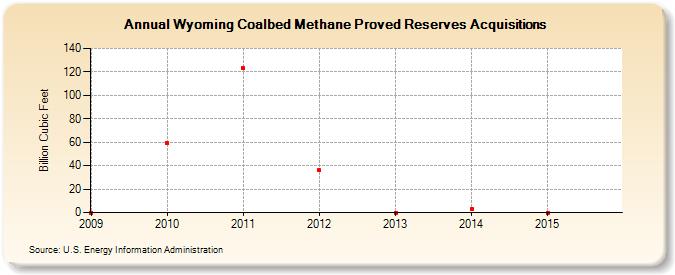 Annual Wyoming Coalbed Methane Proved Reserves Acquisitions
Billion Cubic Feet
140
120
100
80
60
40
20
0
2009 2010 2011 2012 2013 2014 2015
Source: U.S. Energy Information Administration